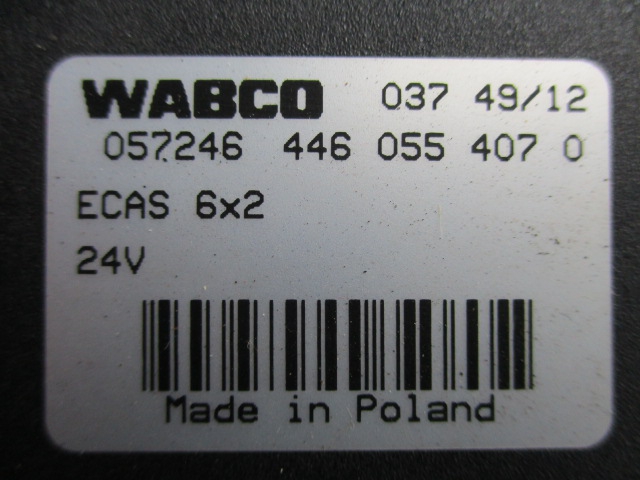 WABCO 037 49/12
057246 446 055 407 0
ECAS 6x2
24V
Made in Poland